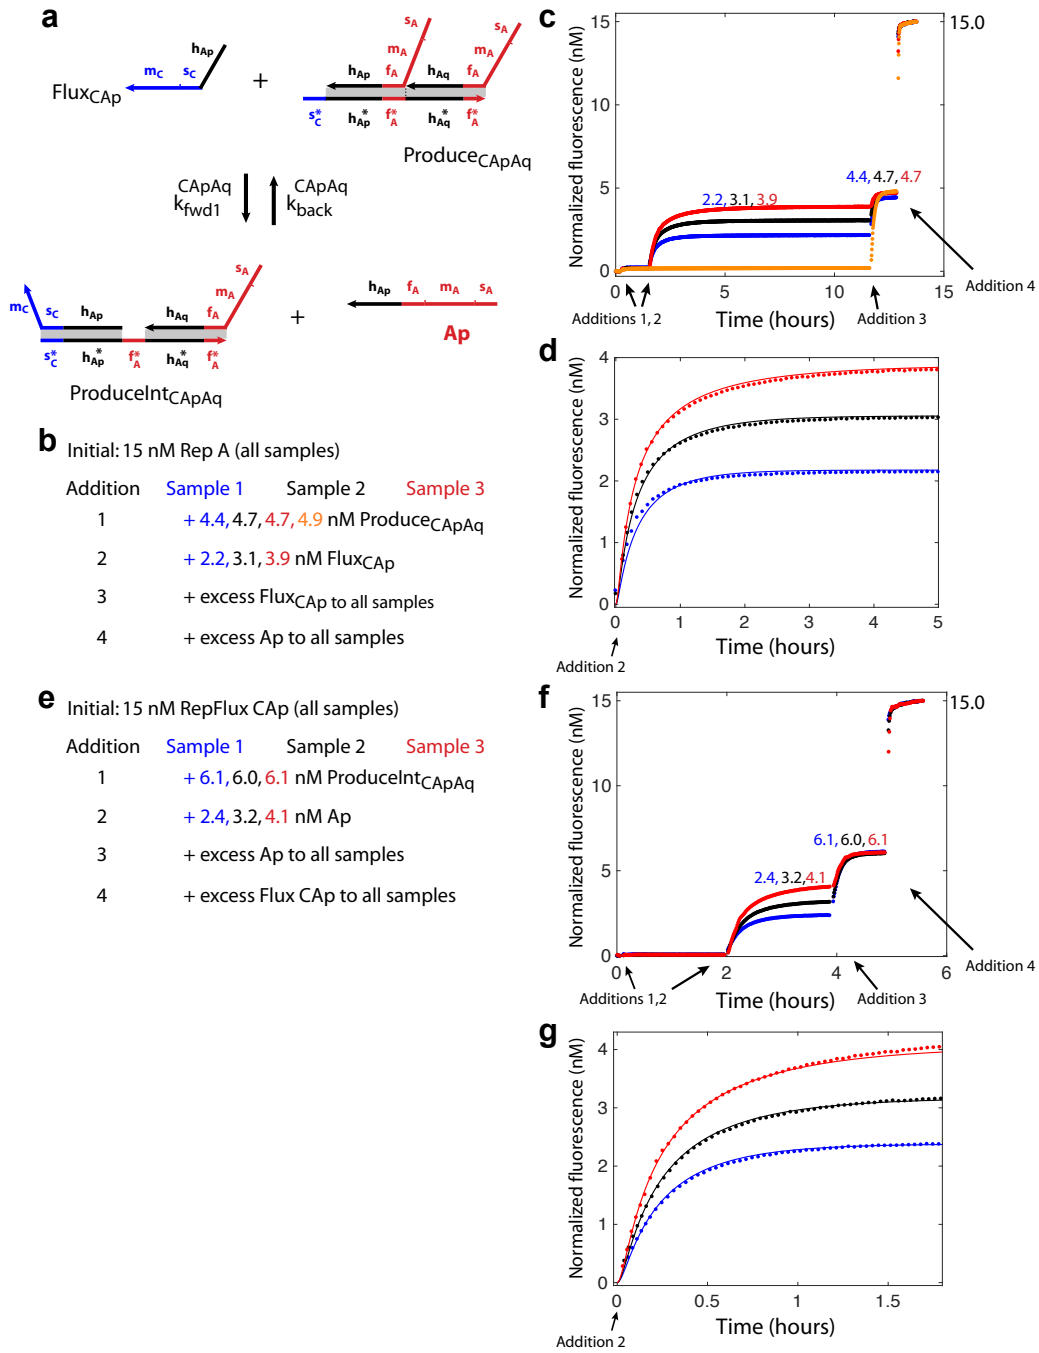 a
h_Ap
m_C s_C
Flux_CAp
+
s_A s_A
m_A m_A
h_Ap f_A h_Aq f_A
s_C* h_Ap* f_A* h_Aq* f_A*
Produce_CApAq
k_fwd1^CApAq k_back^CApAq
m_C s_C h_Ap h_Aq f_A m_A s_A
s_C* h_Ap* f_A* h_Aq* f_A*
ProduceInt_CApAq
+
h_Ap f_A m_A s_A
Ap
b Initial: 15 nM Rep A (all samples)
Addition Sample 1 Sample 2 Sample 3
1 + 4.4, 4.7, 4.7, 4.9 nM Produce_CApAq
2 + 2.2, 3.1, 3.9 nM Flux_CAp
3 + excess Flux_CAp to all samples
4 + excess Ap to all samples
c
Normalized fluorescence (nM)
15
10
5
0
15.0
2.2, 3.1, 3.9
4.4, 4.7, 4.7
0 5 10 15
Additions 1, 2
Time (hours)
Addition 3
Addition 4
d
Normalized fluorescence (nM)
4
3
2
1
0
0 1 2 3 4 5
Time (hours)
Addition 2
e Initial: 15 nM RepFlux CAp (all samples)
Addition Sample 1 Sample 2 Sample 3
1 + 6.1, 6.0, 6.1 nM ProduceInt_CApAq
2 + 2.4, 3.2, 4.1 nM Ap
3 + excess Ap to all samples
4 + excess Flux CAp to all samples
f
Normalized fluorescence (nM)
15
10
5
0
15.0
6.1, 6.0, 6.1
2.4, 3.2, 4.1
0 2 4 6
Additions 1,2
Time (hours)
Addition 3
Addition 4
g
Normalized fluorescence (nM)
4
3
2
1
0
0 0.5 1 1.5
Time (hours)
Addition 2